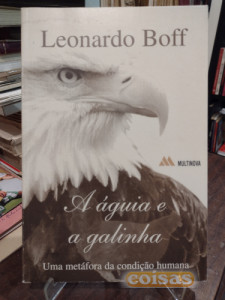 Leonardo Boff
MULTINOVA
A águia e
a galinha
Uma metáfora da condição humana
coisas